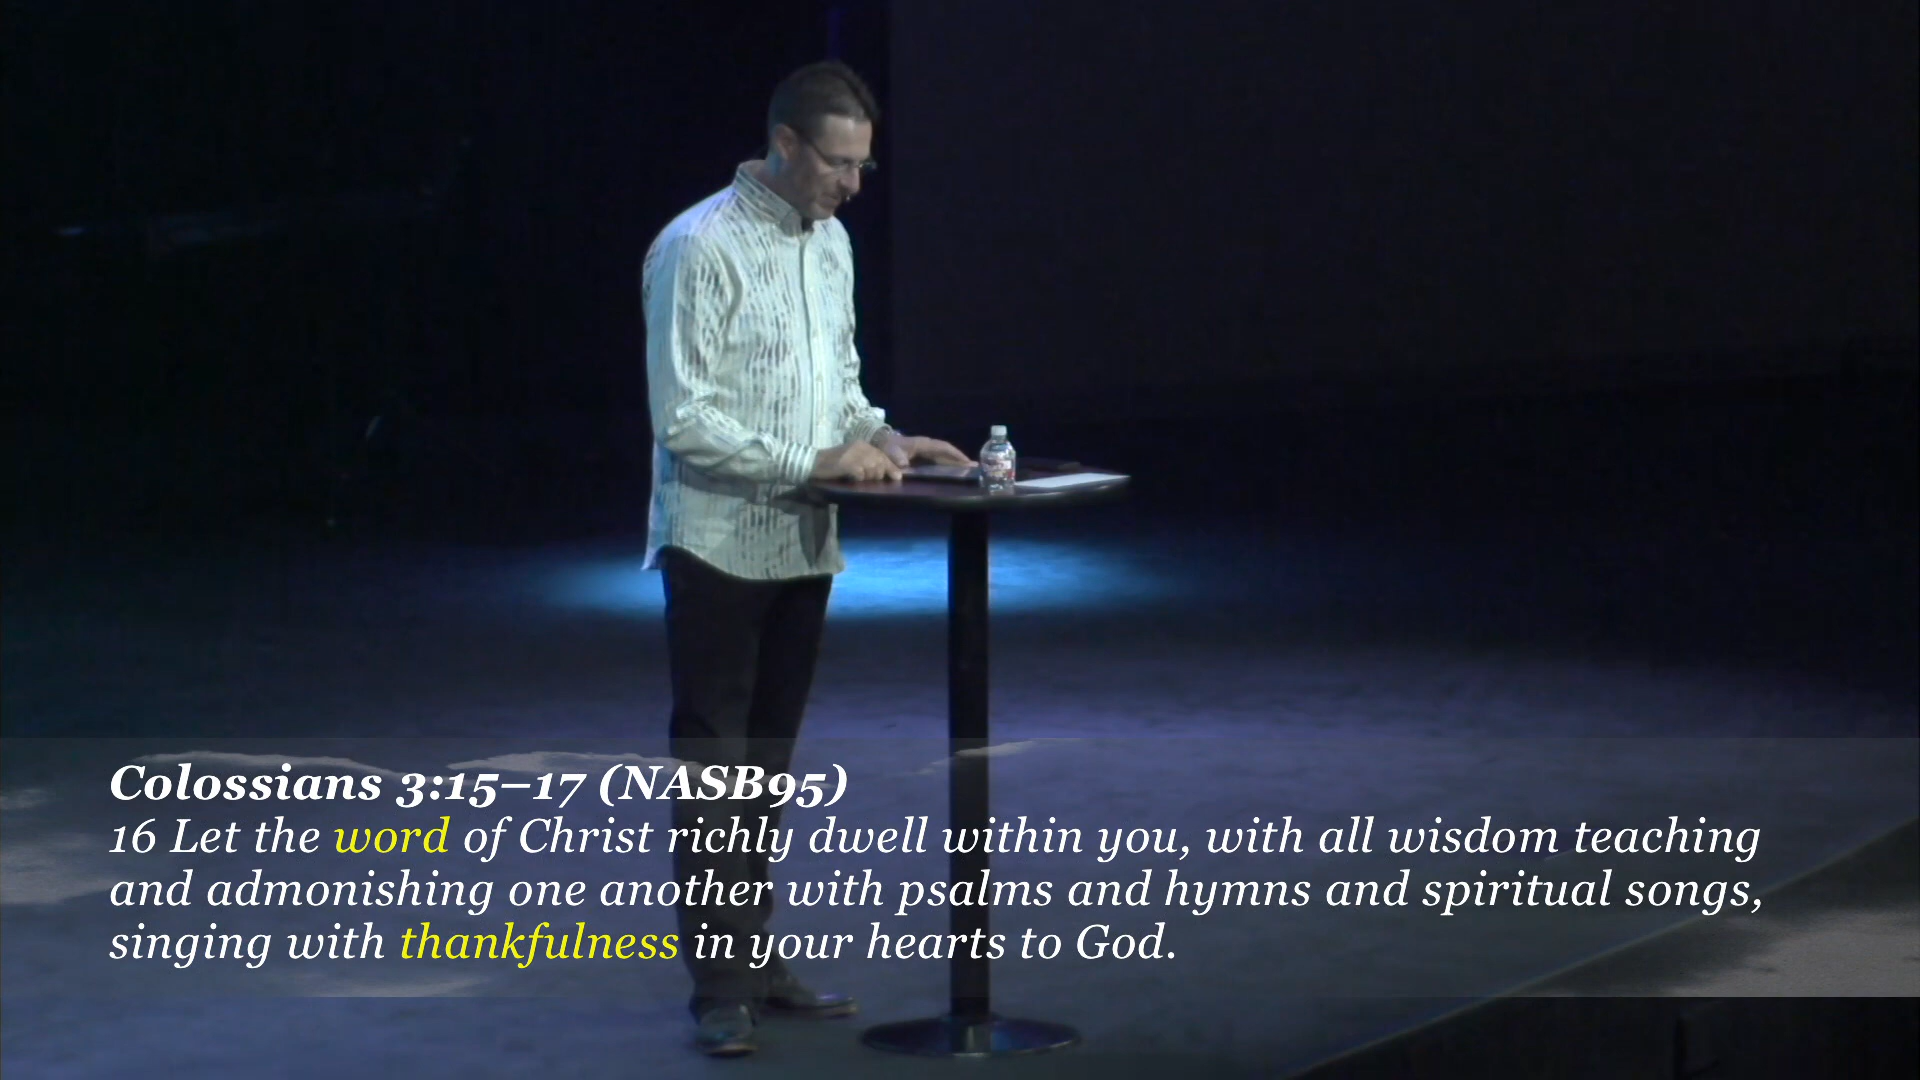 Colossians 3:15–17 (NASB95)
16 Let the word of Christ richly dwell within you, with all wisdom teaching
and admonishing one another with psalms and hymns and spiritual songs,
singing with thankfulness in your hearts to God.